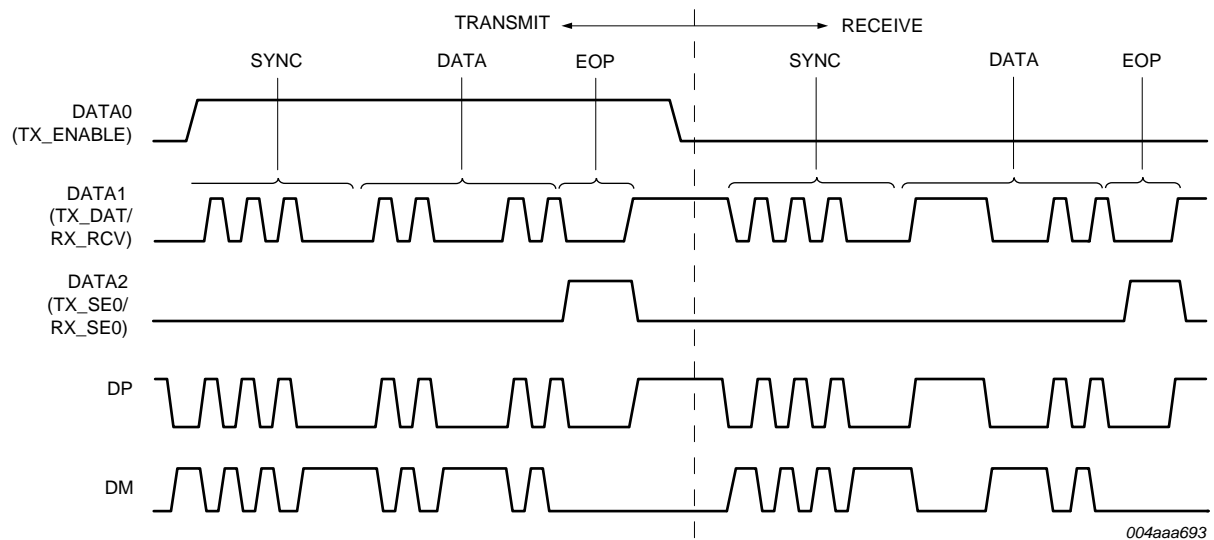 TRANSMIT RECEIVE
SYNC DATA EOP SYNC DATA EOP
DATA0
(TX_ENABLE)
DATA1
(TX_DAT/
RX_RCV)
DATA2
(TX_SE0/
RX_SE0)
DP
DM
004aaa693